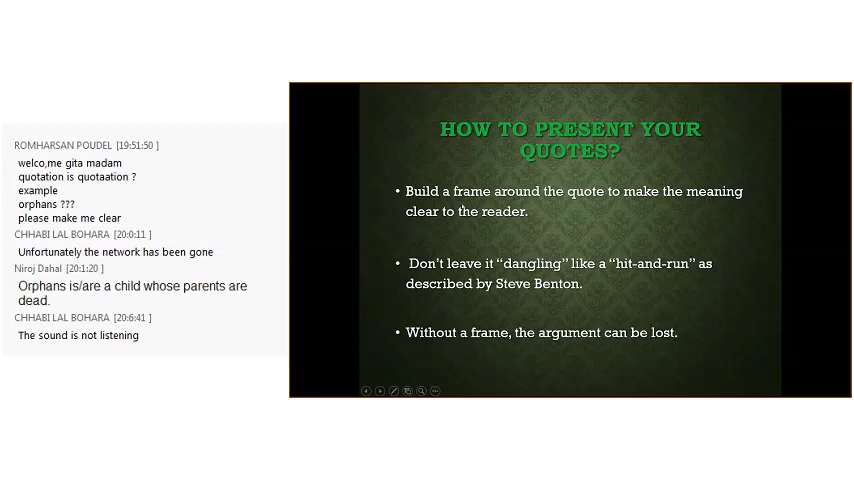 ROMHARSAN POUDEL [19:51:50 ]
welco,me gita madam
quotation is quotaation ?
example
orphans ???
please make me clear
CHHABI LAL BOHARA [20:0:11 ]
Unfortunately the network has been gone
Niroj Dahal [20:1:20 ]
Orphans is/are a child whose parents are
dead.
CHHABI LAL BOHARA [20:6:41 ]
The sound is not listening
HOW TO PRESENT YOUR
QUOTES?
• Build a frame around the quote to make the meaning
clear to the reader.
• Don't leave it “dangling” like a “hit-and-run” as
described by Steve Benton.
• Without a frame, the argument can be lost.